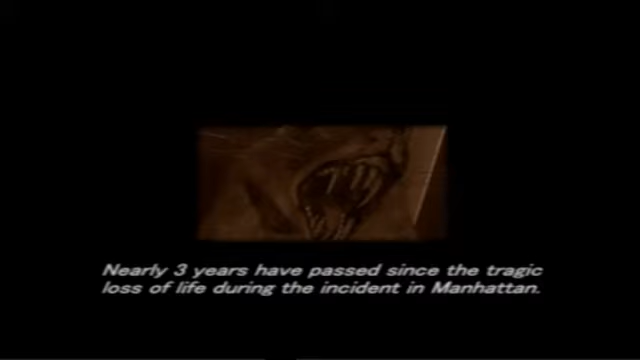 Nearly 3 years have passed since the tragic
loss of life during the incident in Manhattan.